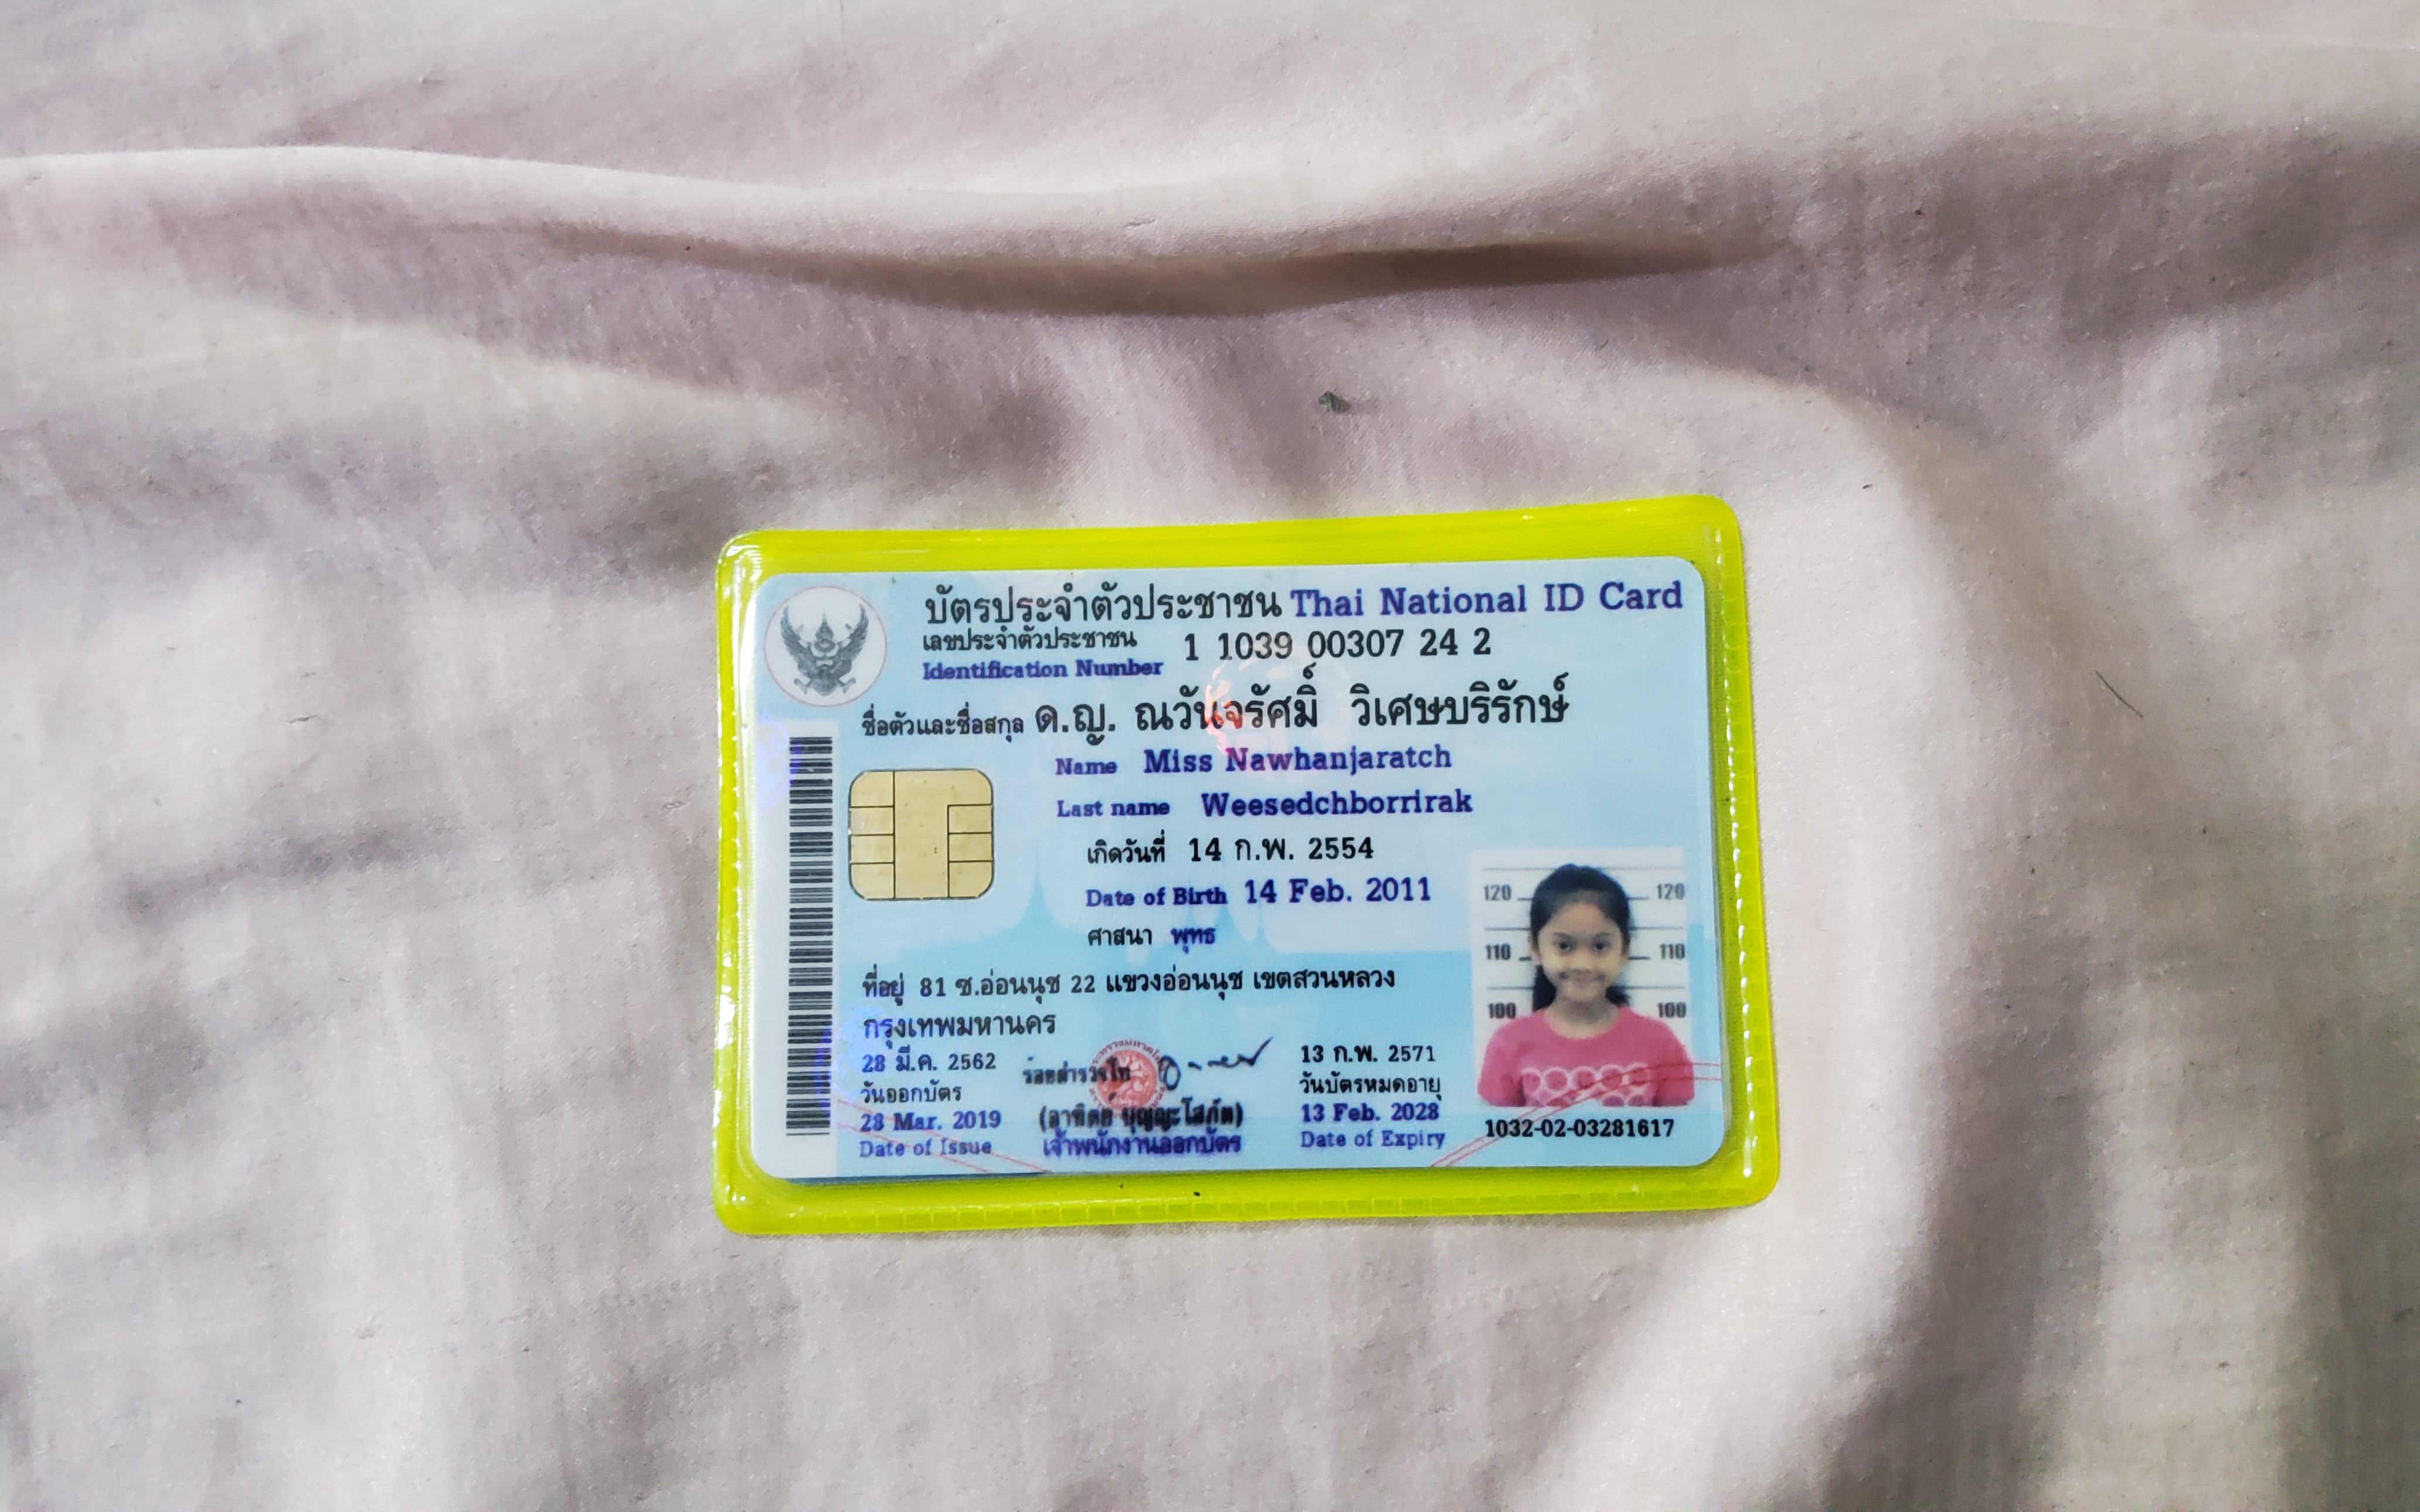 บัตรประจำตัวประชาชน Thai National ID Card
เลขประจำตัวประชาชน 1 1039 00307 24 2
Identification Number
ชื่อตัวและชื่อสกุล ด.ญ. ณวันจรัศมิ์ วิเศษบริรักษ์
Name Miss Nawhanjaratch
Last name Weesedchborrirak
เกิดวันที่ 14 ก.พ. 2554
Date of Birth 14 Feb. 2011
ศาสนา พุทธ
ที่อยู่ 81 ซ.อ่อนนุช 22 แขวงอ่อนนุช เขตสวนหลวง
กรุงเทพมหานคร
28 มี.ค. 2562
วันออกบัตร
28 Mar. 2019
Date of Issue
ร้อยตำรวจโท
เจ้าพนักงานออกบัตร
13 ก.พ. 2571
วันบัตรหมดอายุ
13 Feb. 2028
Date of Expiry
120 120
110 110
100 100
1032-02-03281617